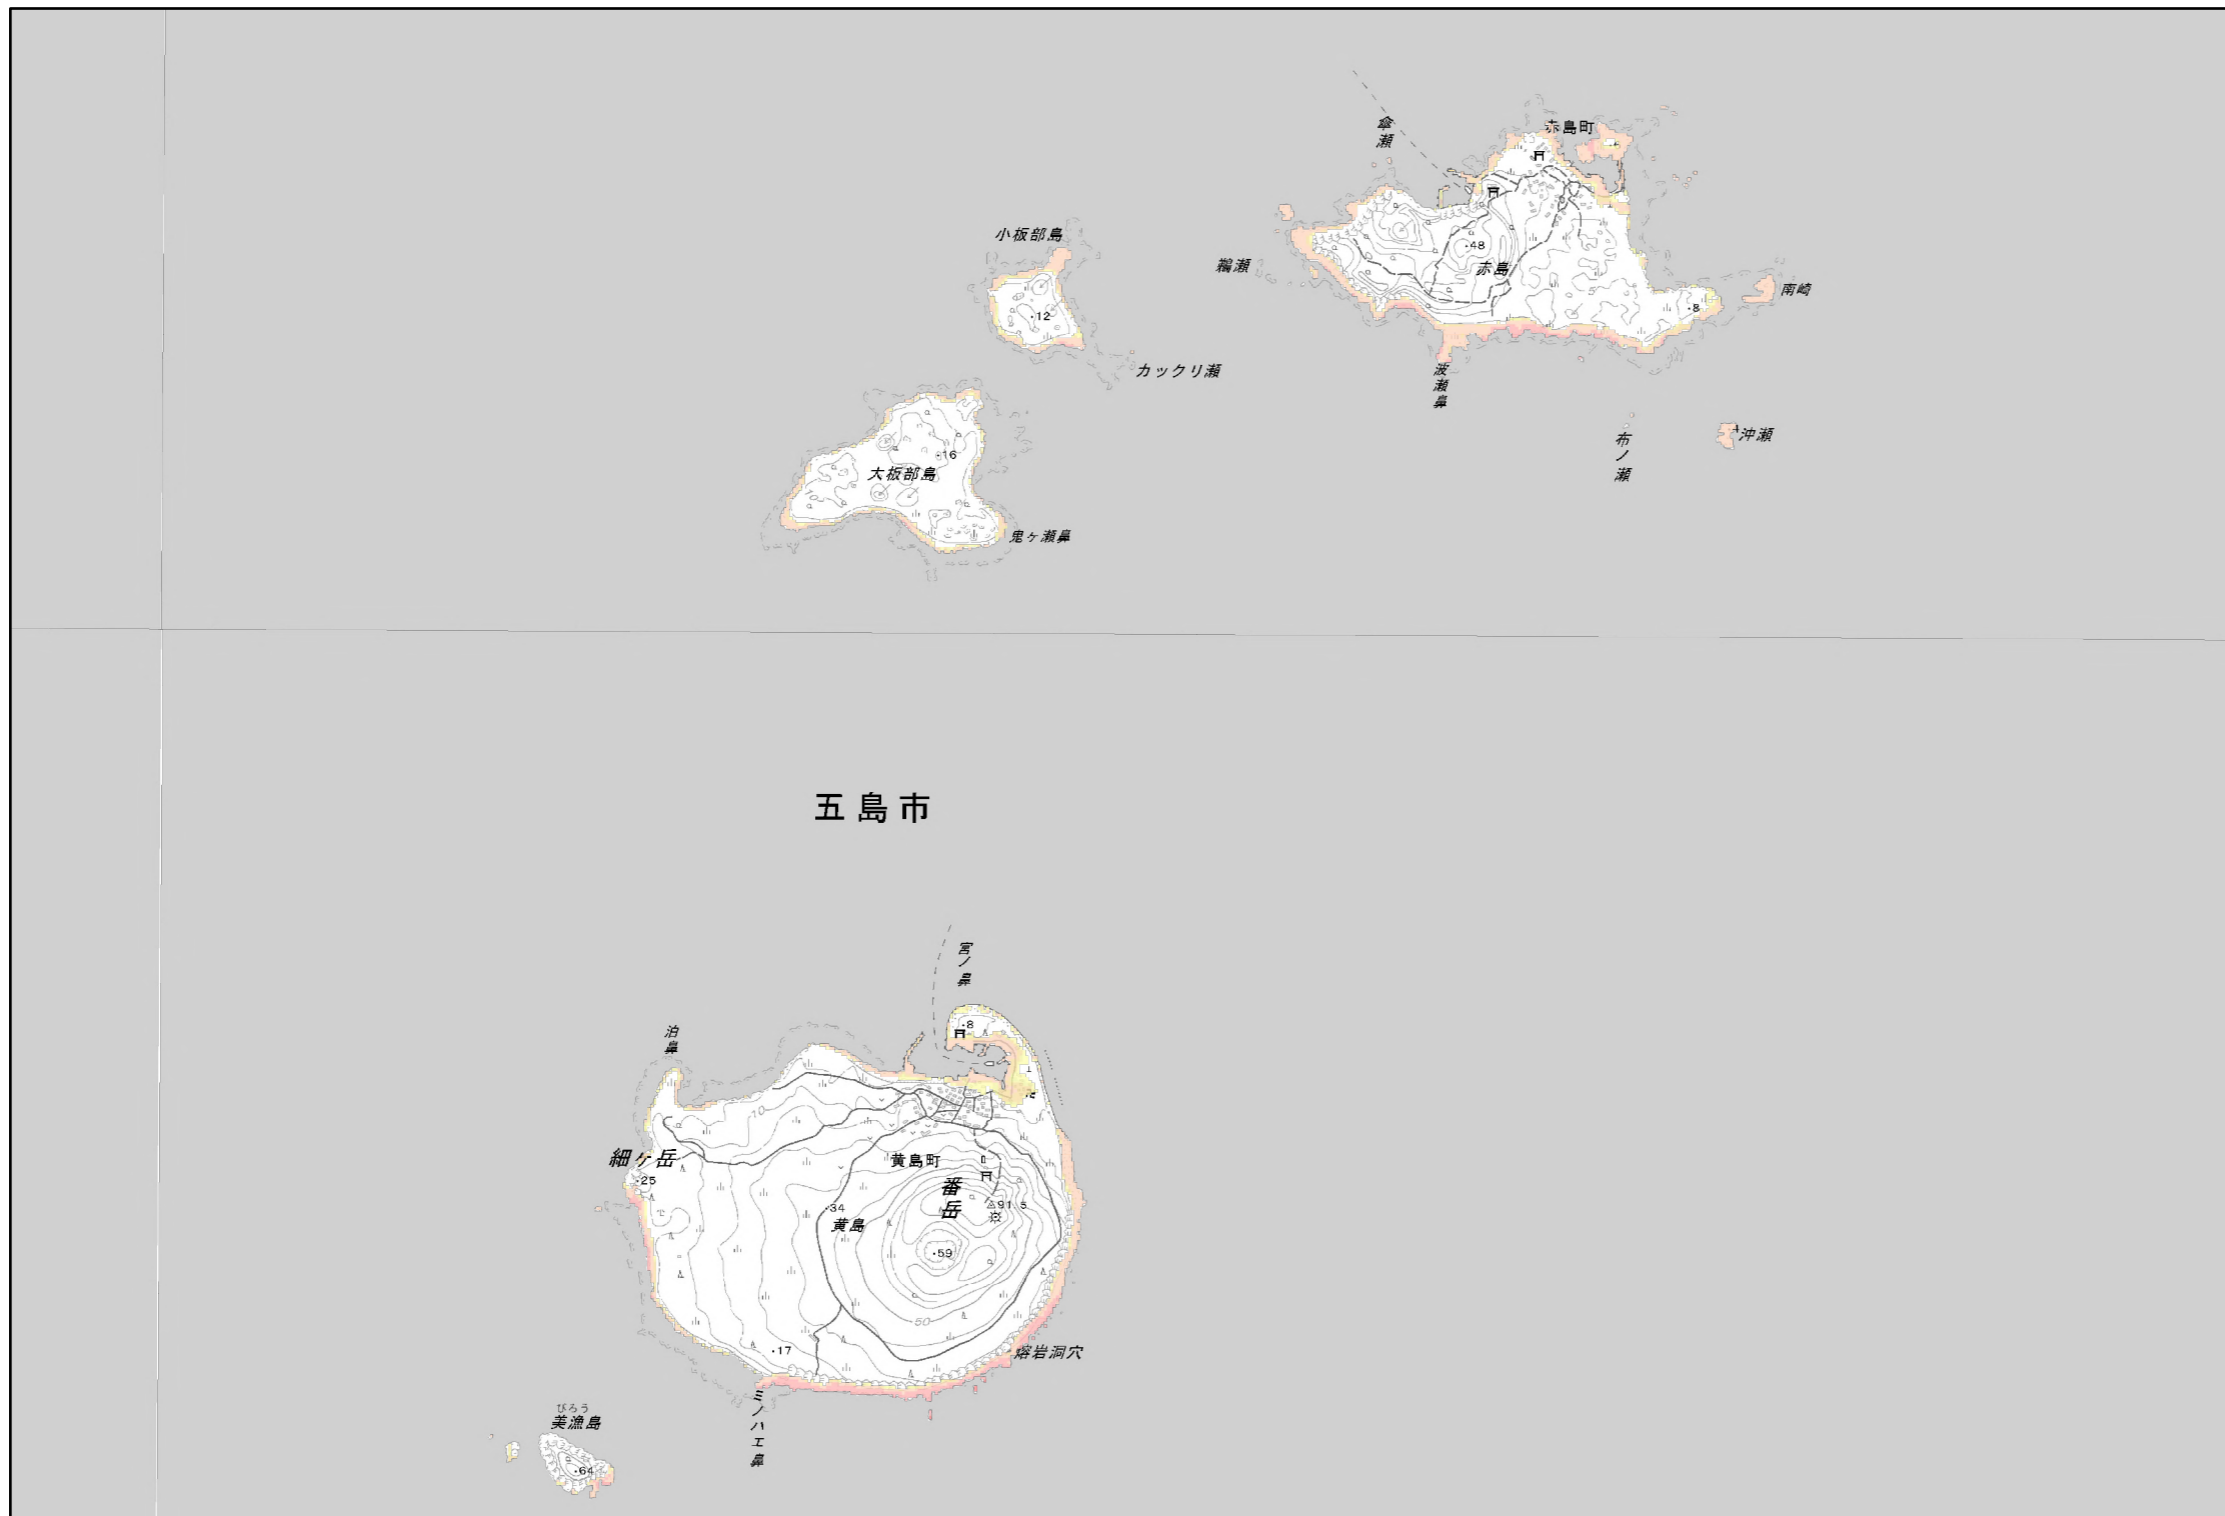 赤島町
傘瀬
小板部島
48
鵜瀬
赤島
南崎
8
12
カックリ瀬
波瀬鼻
16
大板部島
布ノ瀬
沖瀬
鬼ヶ瀬鼻
五島市
宮ノ鼻
8
泊鼻
10
細ヶ岳
25
黄島町
番岳
34
黄島
91.5
59
50
17
熔岩洞穴
ミノハエ鼻
びろう
美漁島
64